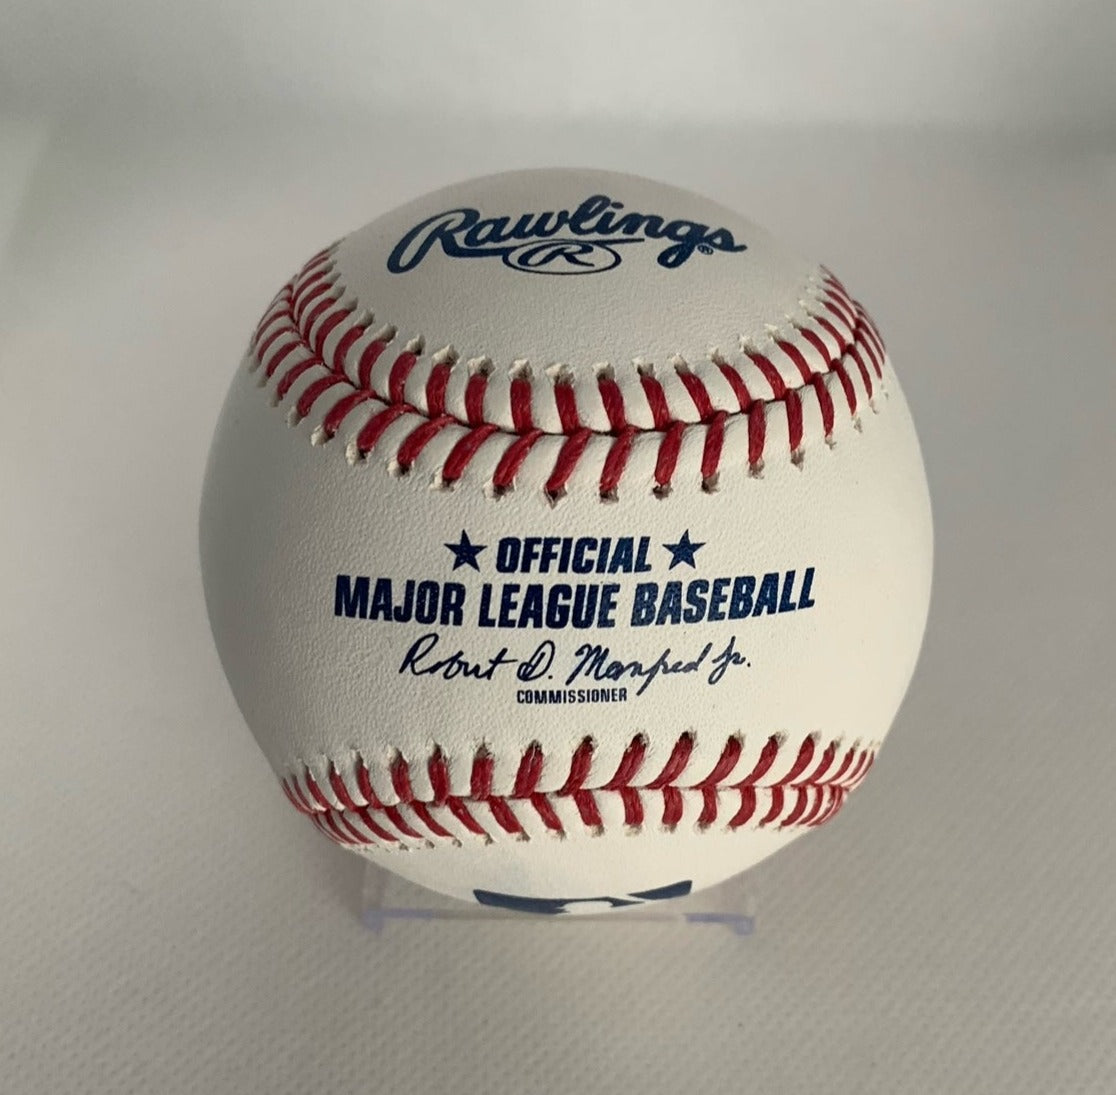 Rawlings®
R
★ OFFICIAL ★
MAJOR LEAGUE BASEBALL
Robert D. Manfred Jr.
COMMISSIONER